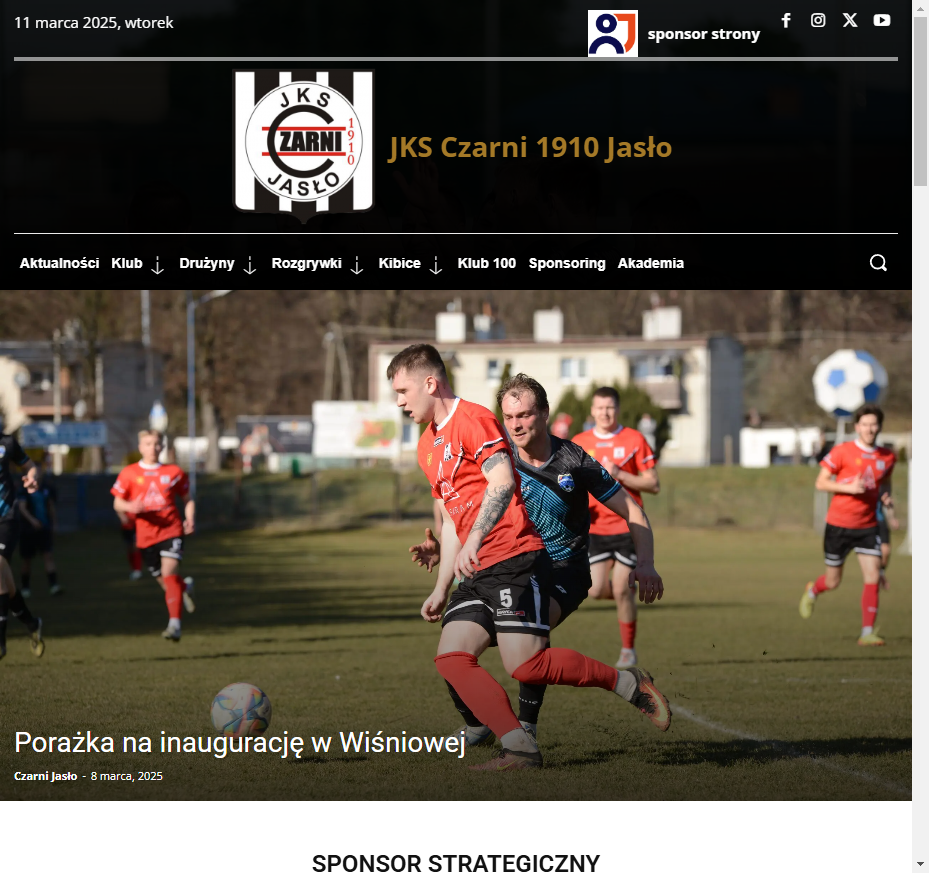 11 marca 2025, wtorek
sponsor strony
JKS
CZARNI
1910
JASŁO
JKS Czarni 1910 Jasło
Aktualności Klub Drużyny Rozgrywki Kibice Klub 100 Sponsoring Akademia
5
Porażka na inaugurację w Wiśniowej
Czarni Jasło - 8 marca, 2025
SPONSOR STRATEGICZNY